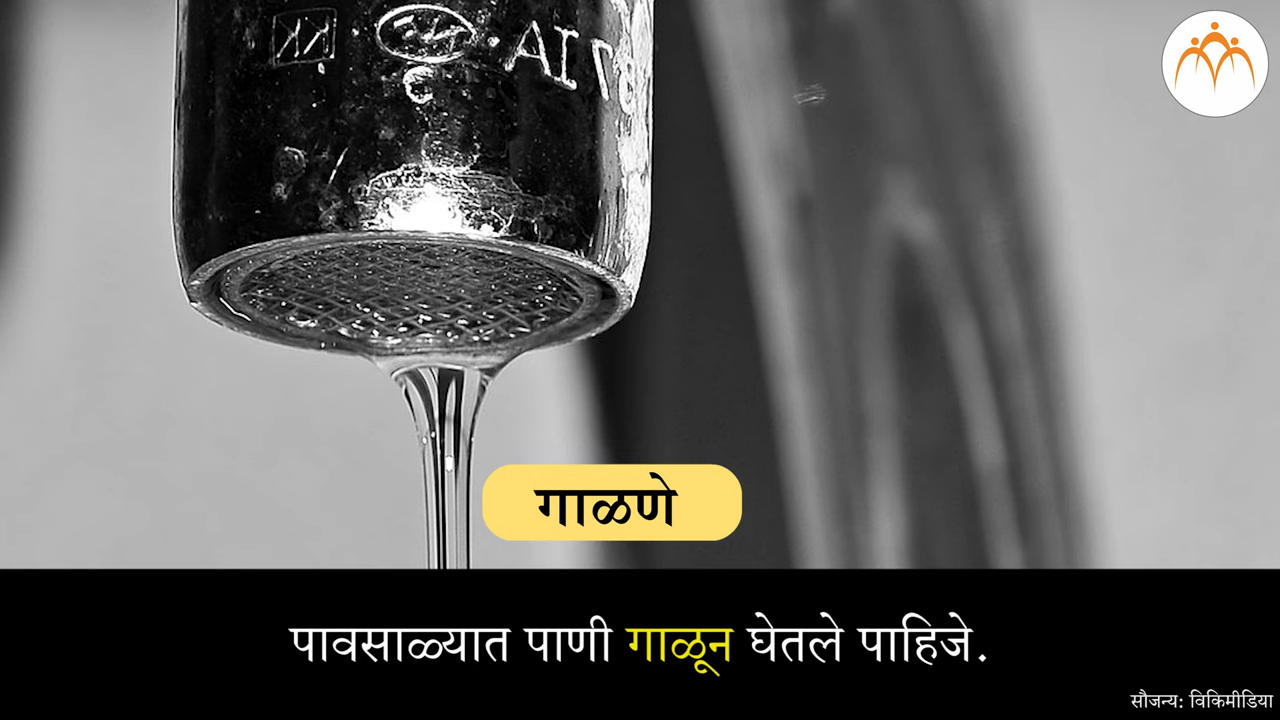 गाळणे
पावसाळ्यात पाणी गाळून घेतले पाहिजे.
सौजन्य: विकिमीडिया